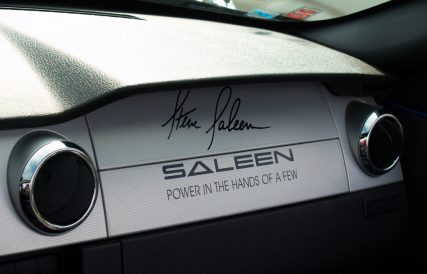 Steve Saleen
SALEEN
POWER IN THE HANDS OF A FEW